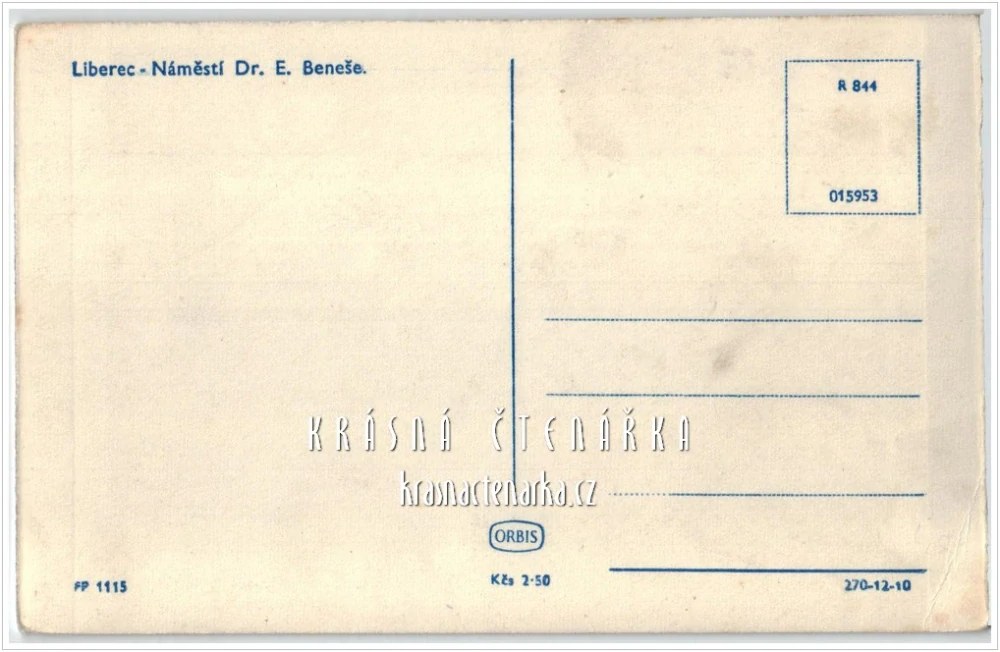 Liberec - Náměstí Dr. E. Beneše.
R 844
015953
KRÁSNÁ ČTENÁŘKA
krasnactenarka.cz
ORBIS
FP 1115
Kčs 2·50
270-12-10